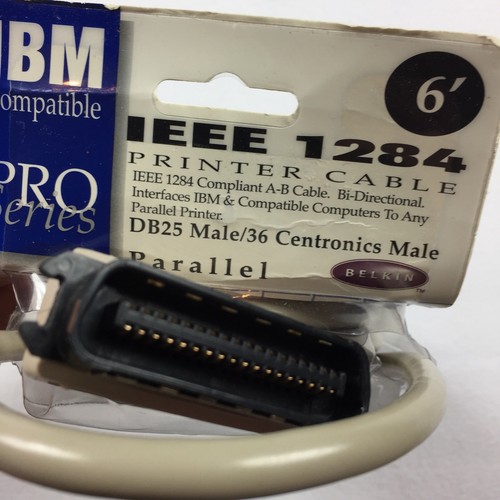 IBM
ompatible
PRO
Series
6'
IEEE 1284
PRINTER CABLE
IEEE 1284 Compliant A-B Cable. Bi-Directional.
Interfaces IBM & Compatible Computers To Any
Parallel Printer.
DB25 Male/36 Centronics Male
Parallel
BELKIN
™